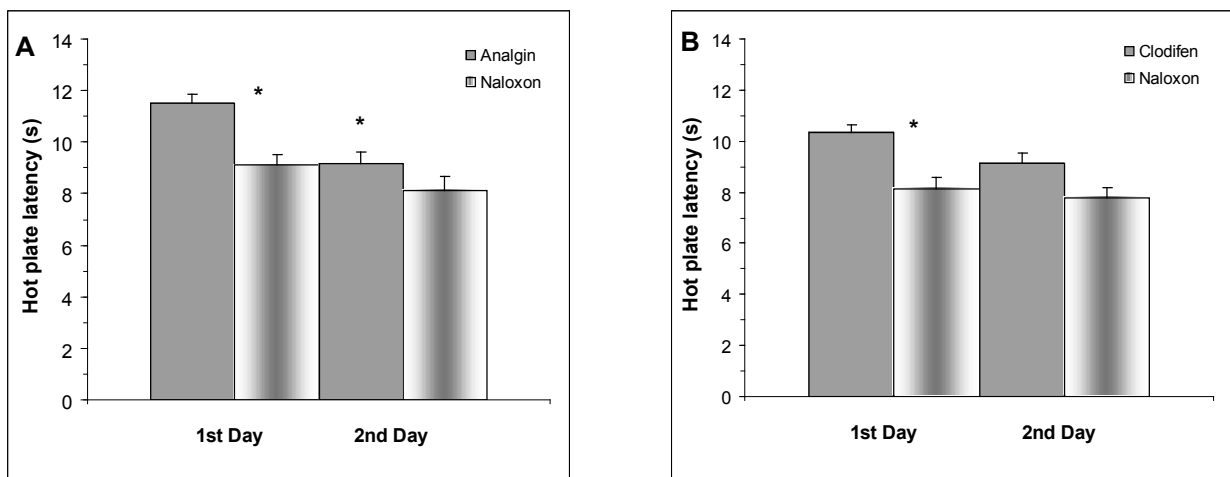 A
Analgin
Naloxon
Hot plate latency (s)
14
12
10
8
6
4
2
0
*
*
1st Day 2nd Day
B
Clodifen
Naloxon
Hot plate latency (s)
14
12
10
8
6
4
2
0
*
1st Day 2nd Day